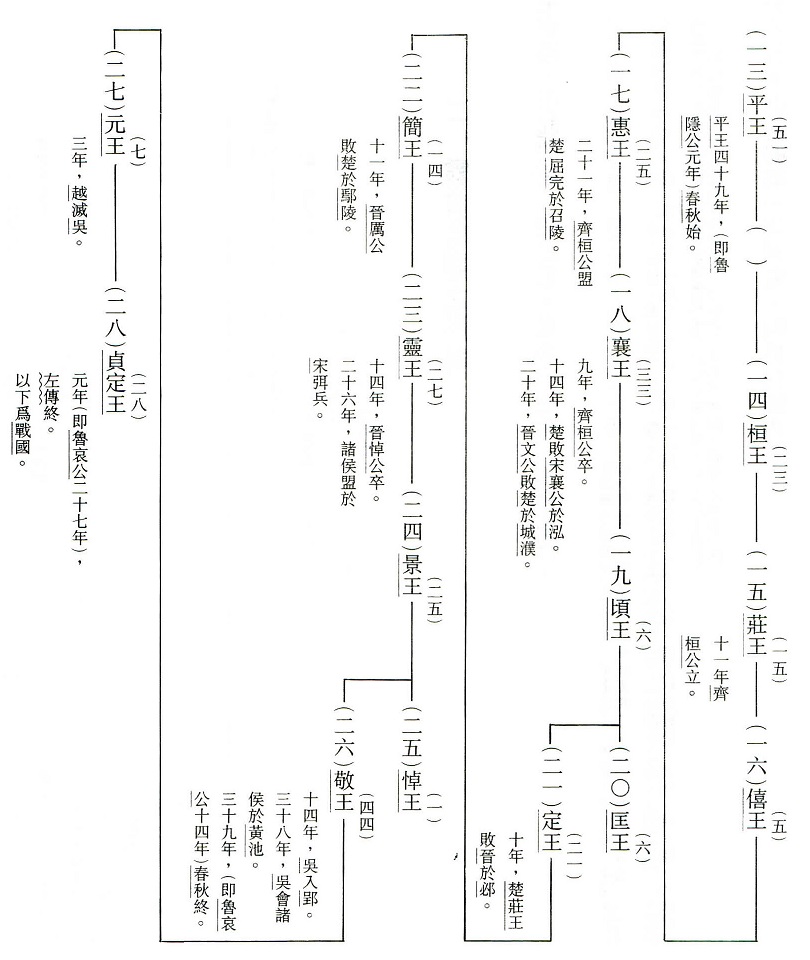 （一三）平王（五一）
平王四十九年，（即魯
隱公元年）春秋始。
（　）
（一四）桓王（二三）
（一五）莊王（一五）
十一年齊
桓公立。
（一六）僖王（五）
（一七）惠王（二五）
二十一年，齊桓公盟
楚屈完於召陵。
（一八）襄王（三三）
九年，齊桓公卒。
十四年，楚敗宋襄公於泓。
二十年，晉文公敗楚於城濮。
（一九）頃王（六）
（二〇）匡王（六）
（二一）定王（二一）
十年，楚莊王
敗晉於邲。
（二二）簡王（一四）
十一年，晉厲公
敗楚於鄢陵。
（二三）靈王（二七）
十四年，晉悼公卒。
二十六年，諸侯盟於
宋弭兵。
（二四）景王（二五）
（二五）悼王（一）
（二六）敬王（四四）
十四年，吳入郢。
三十八年，吳會諸
侯於黃池。
三十九年，（即魯哀
公十四年）春秋終。
（二七）元王（七）
三年，越滅吳。
（二八）貞定王（二八）
元年（即魯哀公二十七年），
左傳終。
以下爲戰國。